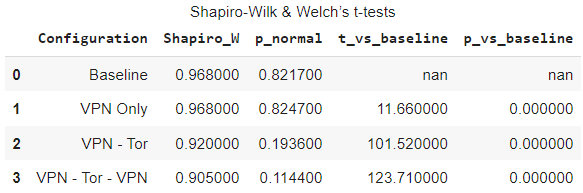 Shapiro-Wilk & Welch’s t-tests
Configuration Shapiro_W p_normal t_vs_baseline p_vs_baseline
0 Baseline 0.968000 0.821700 nan nan
1 VPN Only 0.968000 0.824700 11.660000 0.000000
2 VPN - Tor 0.920000 0.193600 101.520000 0.000000
3 VPN - Tor - VPN 0.905000 0.114400 123.710000 0.000000